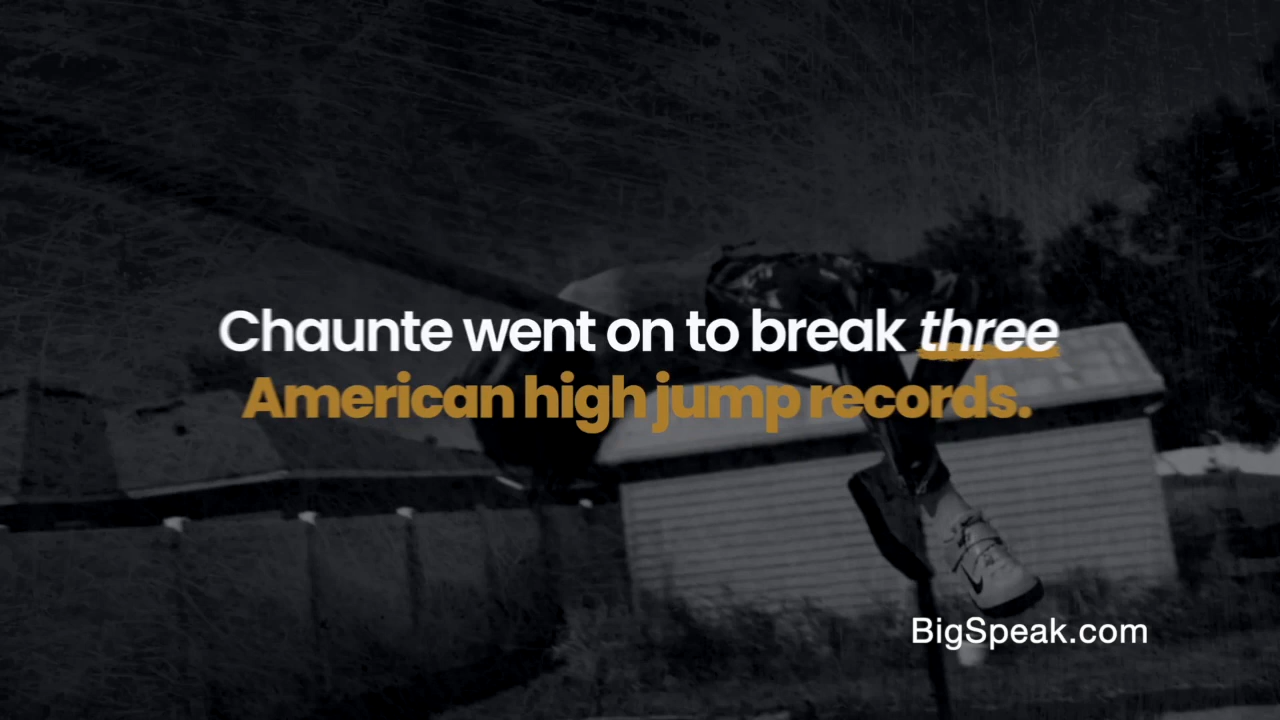 Chaunte went on to break three
American high jump records.
BigSpeak.com